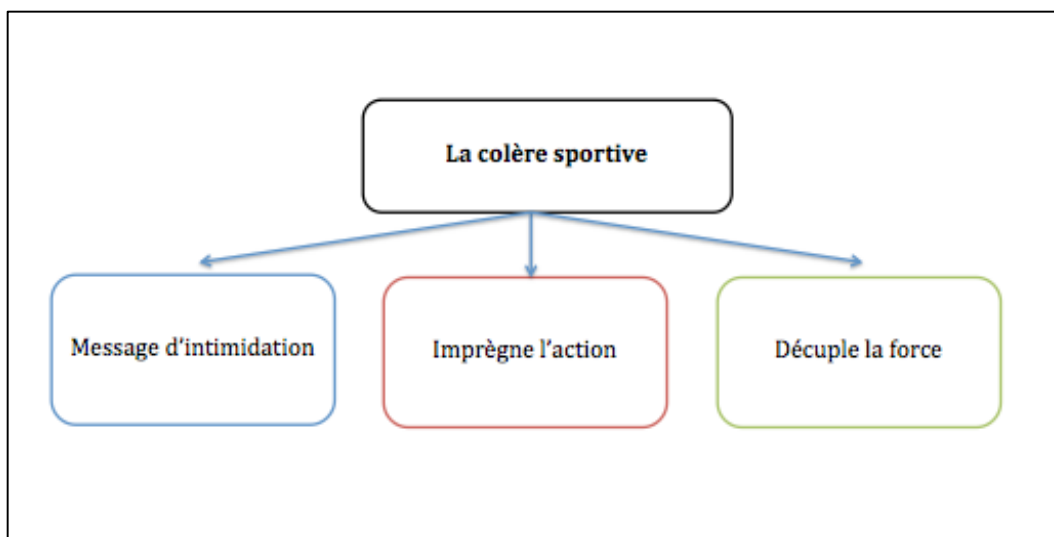 La colère sportive
Message d'intimidation
Imprègne l'action
Décuple la force